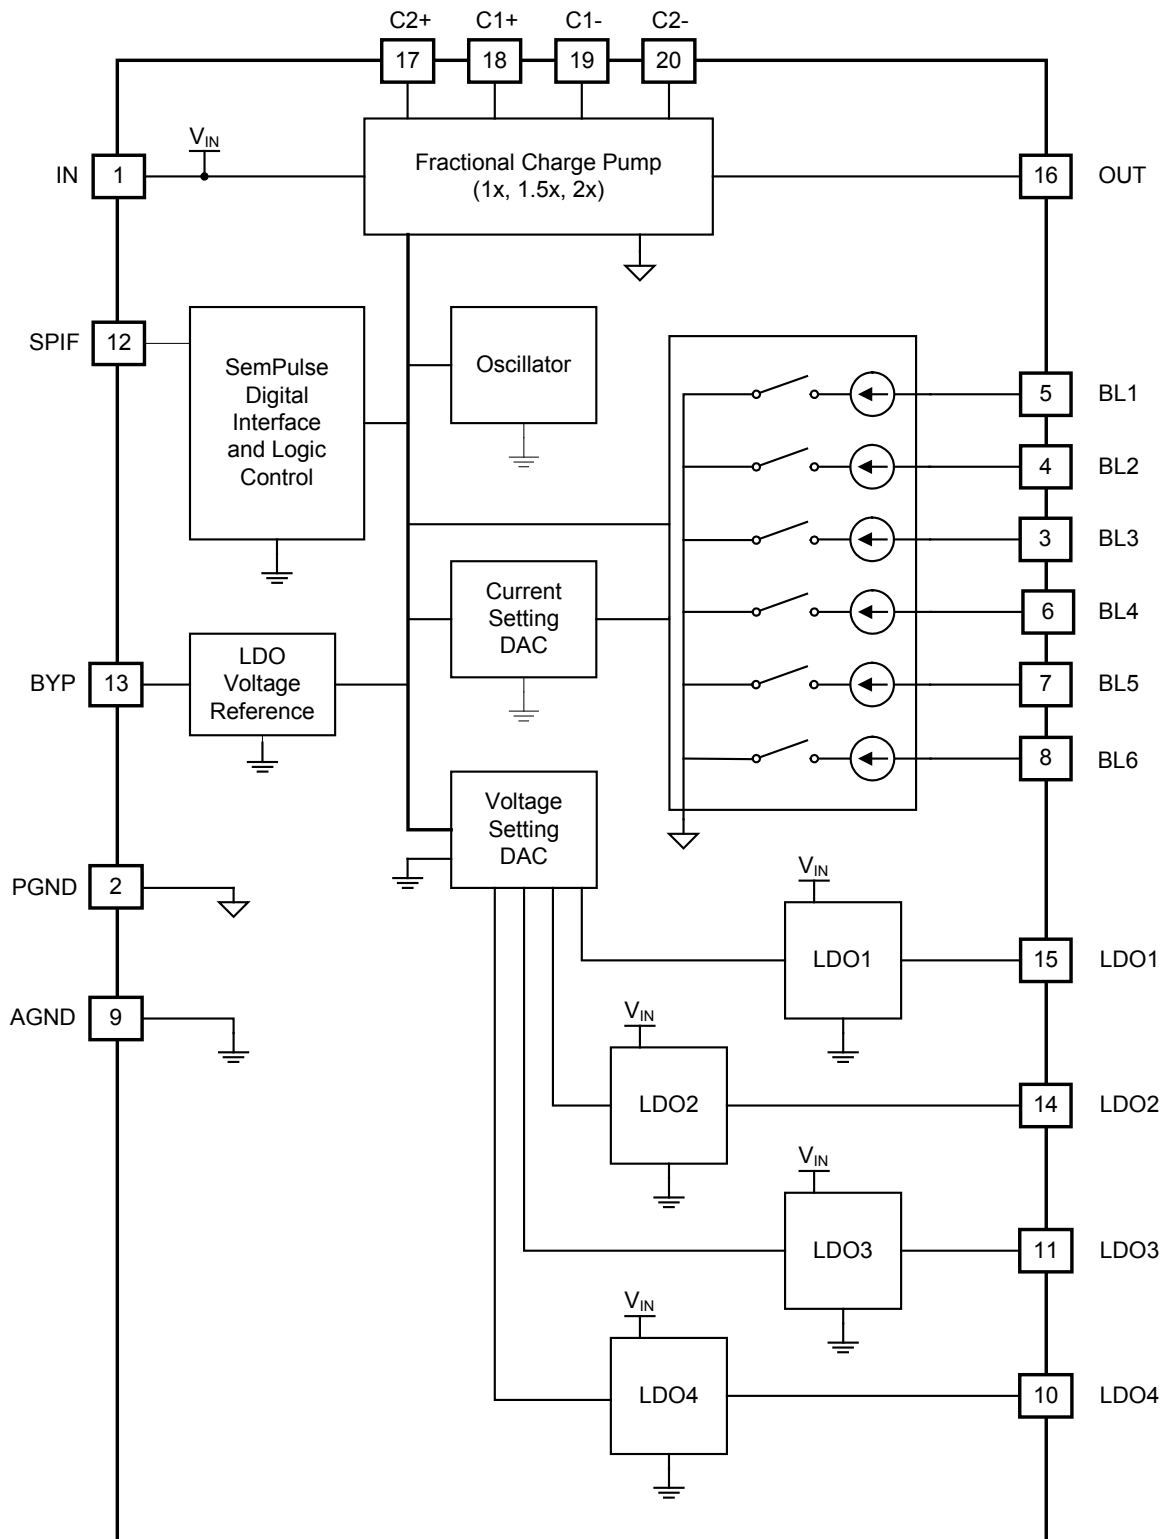 C2+ C1+ C1- C2-
17 18 19 20
VIN
IN 1
Fractional Charge Pump
(1x, 1.5x, 2x)
16 OUT
SPIF 12
SemPulse
Digital
Interface
and Logic
Control
Oscillator
5 BL1
4 BL2
3 BL3
6 BL4
7 BL5
8 BL6
Current
Setting
DAC
BYP 13
LDO
Voltage
Reference
Voltage
Setting
DAC
PGND 2
VIN
LDO1
15 LDO1
AGND 9
VIN
LDO2
14 LDO2
VIN
LDO3
11 LDO3
VIN
LDO4
10 LDO4